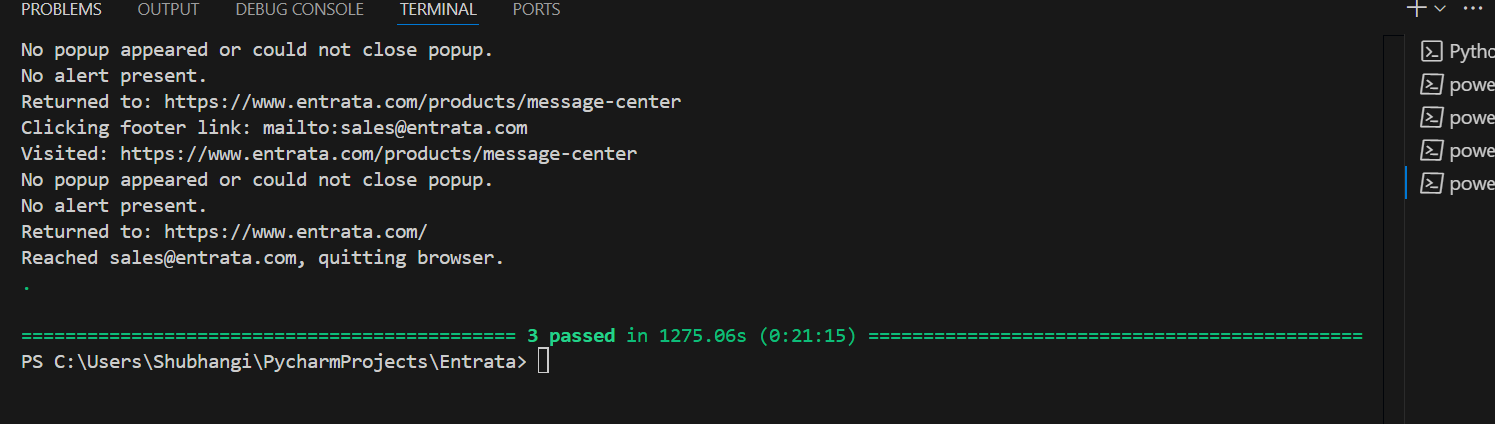 PROBLEMS OUTPUT DEBUG CONSOLE TERMINAL PORTS
No popup appeared or could not close popup.
No alert present.
Returned to: https://www.entrata.com/products/message-center
Clicking footer link: mailto:sales@entrata.com
Visited: https://www.entrata.com/products/message-center
No popup appeared or could not close popup.
No alert present.
Returned to: https://www.entrata.com/
Reached sales@entrata.com, quitting browser.
.
============================================= 3 passed in 1275.06s (0:21:15) =============================================
PS C:\Users\Shubhangi\PycharmProjects\Entrata>
Pytho
powe
powe
powe
powe